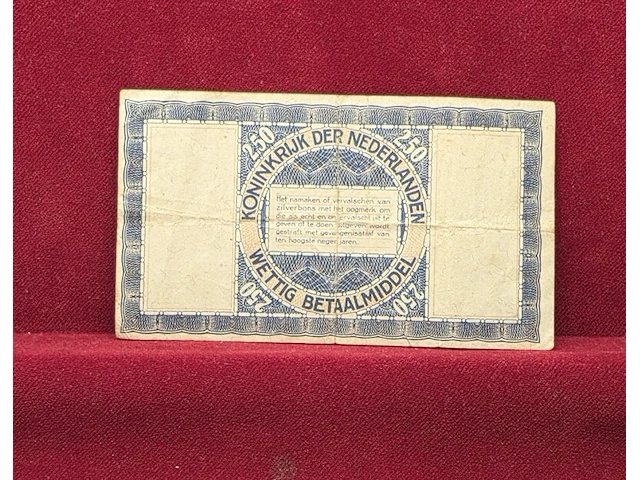 2.50
2.50
KONINKRIJK DER NEDERLANDEN
Het namaken of vervalschen van
zilverbons met het oogmerk om
die als echt en onvervalscht uit te
geven of te doen uitgeven wordt
gestraft met gevangenisstraf van
ten hoogste negen jaren.
WETTIG BETAALMIDDEL
2.50
2.50